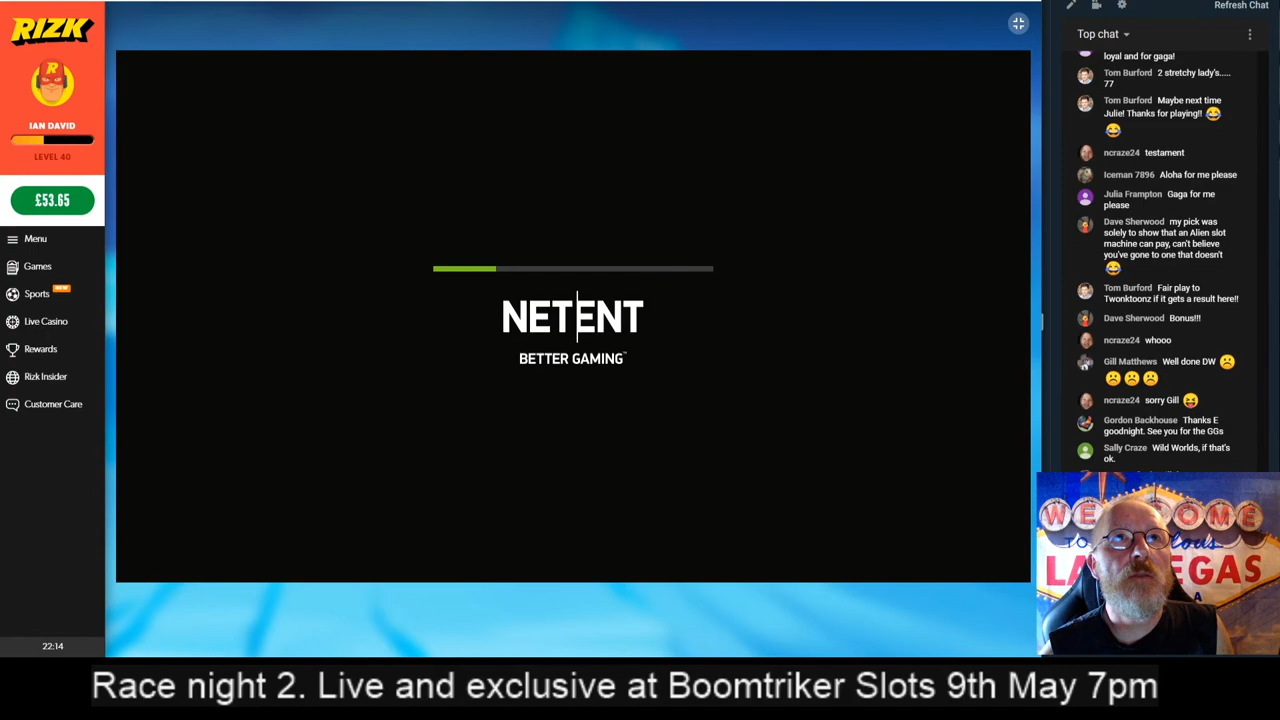 RIZK
R
IAN DAVID
LEVEL 40
£53.65
Menu
Games
Sports NEW
Live Casino
Rewards
Rizk Insider
Customer Care
22:14
NETENT
BETTER GAMING™
Refresh Chat
Top chat
loyal and for gaga!
Tom Burford 2 stretchy lady's.....
77
Tom Burford Maybe next time
Julie! Thanks for playing!!
ncraze24 testament
Iceman 7896 Aloha for me please
Julia Frampton Gaga for me
please
Dave Sherwood my pick was
solely to show that an Alien slot
machine can pay, can't believe
you've gone to one that doesn't
Tom Burford Fair play to
Twonktoonz if it gets a result here!!
Dave Sherwood Bonus!!!
ncraze24 whooo
Gill Matthews Well done DW
ncraze24 sorry Gill
Gordon Backhouse Thanks E
goodnight. See you for the GGs
Sally Craze Wild Worlds, if that's
ok.
Race night 2. Live and exclusive at Boomtriker Slots 9th May 7pm